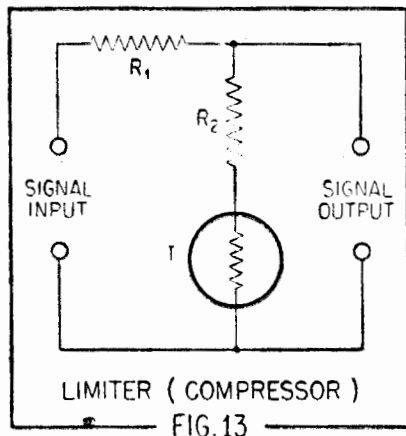 R₁
R₂
SIGNAL INPUT
SIGNAL OUTPUT
T
LIMITER ( COMPRESSOR )
FIG. 13